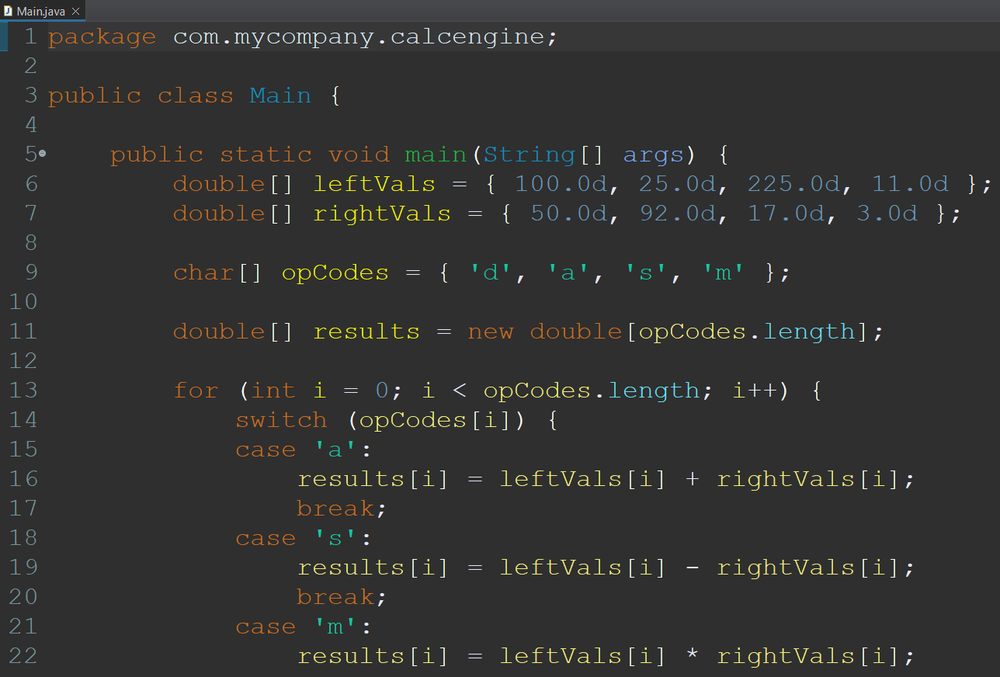 Main.java
1 package com.mycompany.calcengine;
2
3 public class Main {
4
5     public static void main(String[] args) {
6         double[] leftVals = { 100.0d, 25.0d, 225.0d, 11.0d };
7         double[] rightVals = { 50.0d, 92.0d, 17.0d, 3.0d };
8
9         char[] opCodes = { 'd', 'a', 's', 'm' };
10
11         double[] results = new double[opCodes.length];
12
13         for (int i = 0; i < opCodes.length; i++) {
14             switch (opCodes[i]) {
15             case 'a':
16                 results[i] = leftVals[i] + rightVals[i];
17                 break;
18             case 's':
19                 results[i] = leftVals[i] - rightVals[i];
20                 break;
21             case 'm':
22                 results[i] = leftVals[i] * rightVals[i];